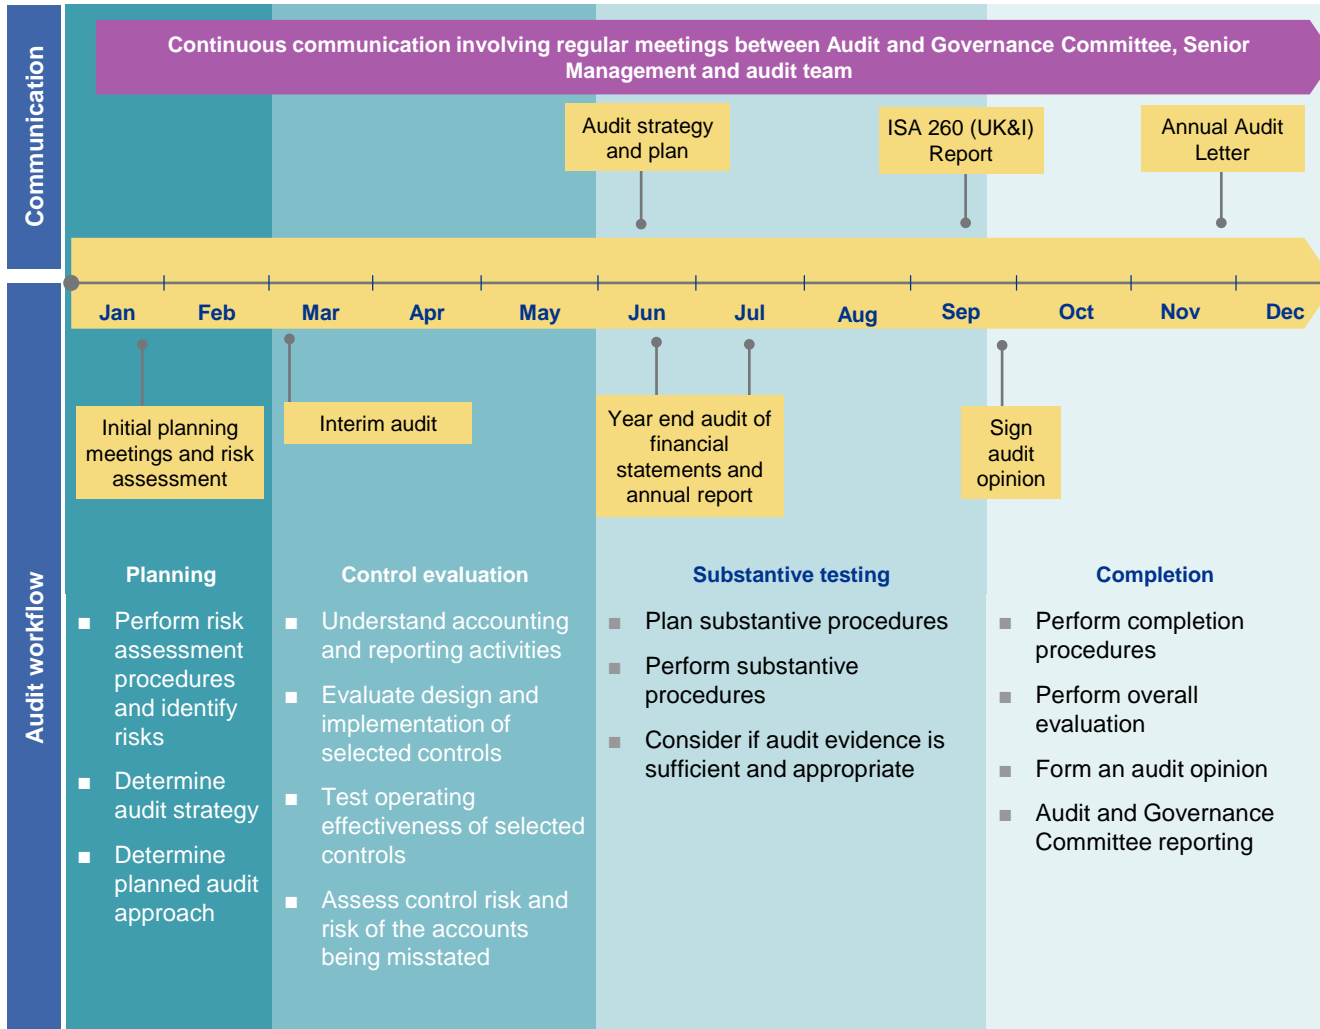 Communication
Continuous communication involving regular meetings between Audit and Governance Committee, Senior
Management and audit team
Audit strategy
and plan
ISA 260 (UK&I)
Report
Annual Audit
Letter
Jan Feb Mar Apr May Jun Jul Aug Sep Oct Nov Dec
Audit workflow
Initial planning
meetings and risk
assessment
Interim audit
Year end audit of
financial
statements and
annual report
Sign
audit
opinion
Planning
■ Perform risk
assessment
procedures
and identify
risks
■ Determine
audit strategy
■ Determine
planned audit
approach
Control evaluation
■ Understand accounting
and reporting activities
■ Evaluate design and
implementation of
selected controls
■ Test operating
effectiveness of selected
controls
■ Assess control risk and
risk of the accounts
being misstated
Substantive testing
■ Plan substantive procedures
■ Perform substantive
procedures
■ Consider if audit evidence is
sufficient and appropriate
Completion
■ Perform completion
procedures
■ Perform overall
evaluation
■ Form an audit opinion
■ Audit and Governance
Committee reporting